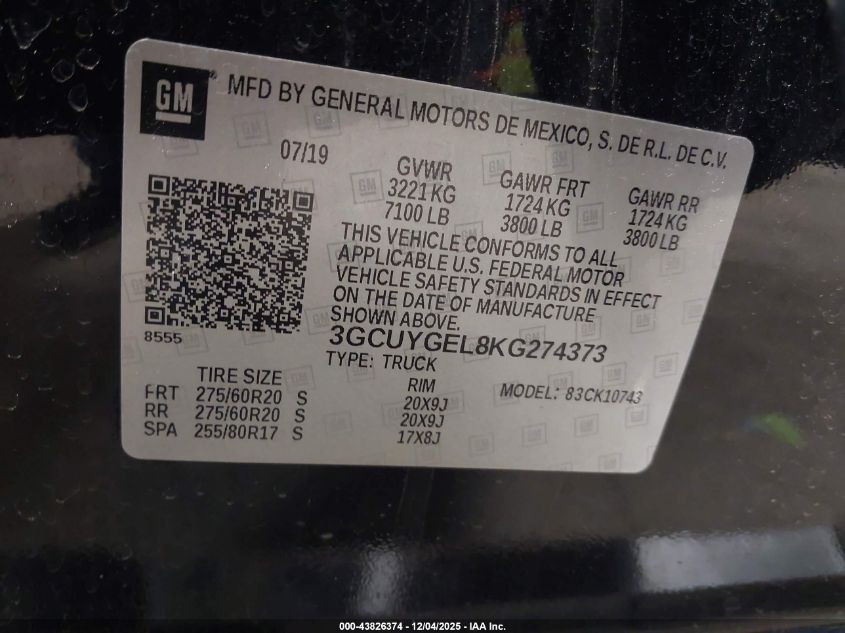 GM
MFD BY GENERAL MOTORS DE MEXICO, S. DE R.L. DE C.V.
07/19
GVWR
3221 KG
7100 LB
GAWR FRT
1724 KG
3800 LB
GAWR RR
1724 KG
3800 LB
THIS VEHICLE CONFORMS TO ALL
APPLICABLE U.S. FEDERAL MOTOR
VEHICLE SAFETY STANDARDS IN EFFECT
ON THE DATE OF MANUFACTURE
SHOWN ABOVE.
8555
3GCUYGEL8KG274373
TYPE: TRUCK
TIRE SIZE
RIM
MODEL: 83CK10743
FRT 275/60R20 S 20X9J
RR 275/60R20 S 20X9J
SPA 255/80R17 S 17X8J
000-43826374 - 12/04/2025 - IAA Inc.